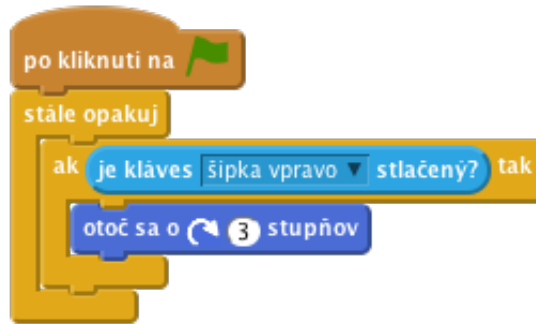 po kliknutí na
stále opakuj
ak je kláves šípka vpravo stlačený? tak
otoč sa o 3 stupňov